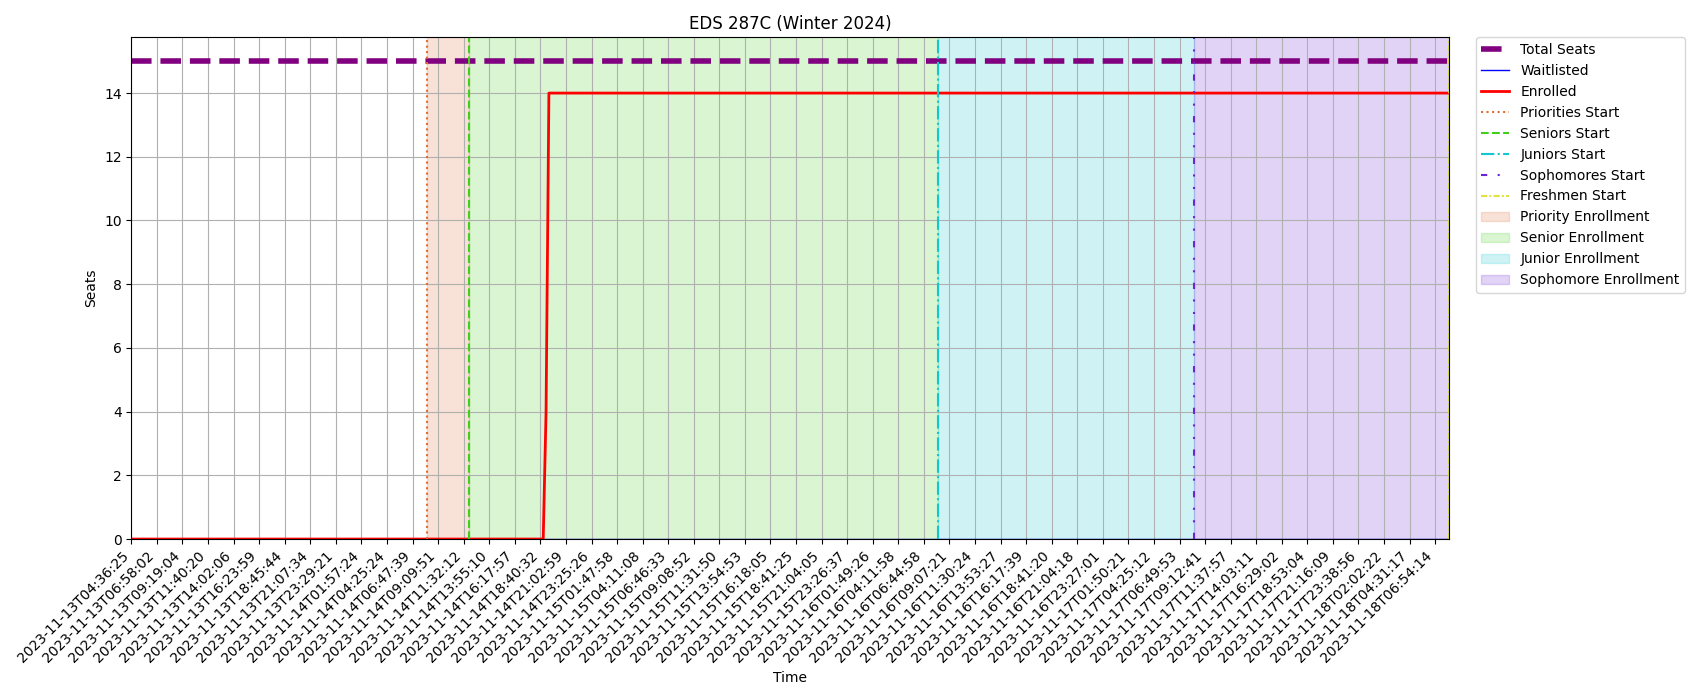 EDS 287C (Winter 2024)
Total Seats
Waitlisted
Enrolled
Priorities Start
Seniors Start
Juniors Start
Sophomores Start
Freshmen Start
Priority Enrollment
Senior Enrollment
Junior Enrollment
Sophomore Enrollment
Seats
14
12
10
8
6
4
2
0
2023-11-13T04:36:25
2023-11-13T06:58:02
2023-11-13T09:19:04
2023-11-13T11:40:20
2023-11-13T14:02:06
2023-11-13T16:23:59
2023-11-13T18:45:44
2023-11-13T21:07:34
2023-11-13T23:29:21
2023-11-14T01:57:24
2023-11-14T04:25:24
2023-11-14T06:47:39
2023-11-14T09:09:51
2023-11-14T11:32:12
2023-11-14T13:55:10
2023-11-14T16:17:57
2023-11-14T18:40:32
2023-11-14T21:02:59
2023-11-14T23:25:26
2023-11-15T01:47:58
2023-11-15T04:11:08
2023-11-15T06:46:33
2023-11-15T09:08:52
2023-11-15T11:31:50
2023-11-15T13:54:53
2023-11-15T16:18:05
2023-11-15T18:41:25
2023-11-15T21:04:05
2023-11-15T23:26:37
2023-11-16T01:49:26
2023-11-16T04:11:58
2023-11-16T06:44:58
2023-11-16T09:07:21
2023-11-16T11:30:24
2023-11-16T13:53:27
2023-11-16T16:17:39
2023-11-16T18:41:20
2023-11-16T21:04:18
2023-11-16T23:27:01
2023-11-17T01:50:21
2023-11-17T04:25:12
2023-11-17T06:49:53
2023-11-17T09:12:41
2023-11-17T11:37:57
2023-11-17T14:03:11
2023-11-17T16:29:02
2023-11-17T18:53:04
2023-11-17T21:16:09
2023-11-17T23:38:56
2023-11-18T02:02:22
2023-11-18T04:31:17
2023-11-18T06:54:14
Time